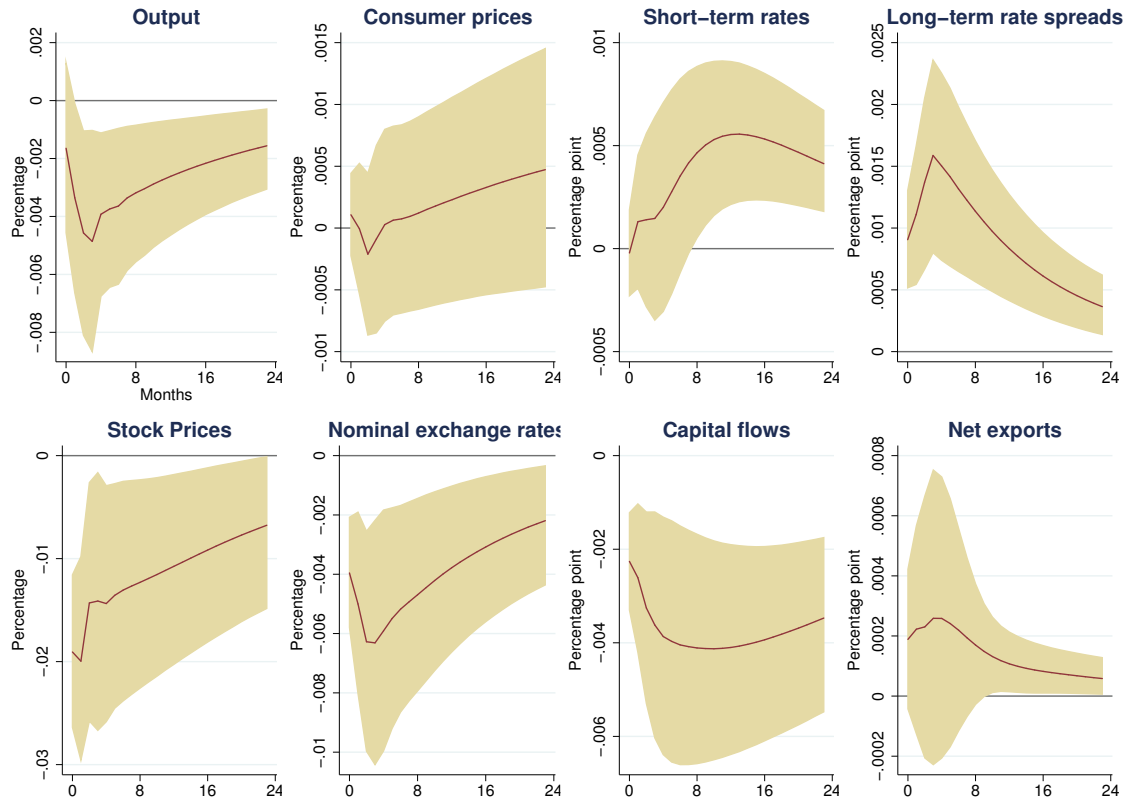 Output
Percentage
.002
0
−.002
−.004
−.006
−.008
0 8 16 24
Months
Consumer prices
Percentage
.0015
.001
.0005
0
−.0005
−.001
0 8 16 24
Short−term rates
Percentage point
.001
.0005
0
−.0005
0 8 16 24
Long−term rate spreads
Percentage point
.0025
.002
.0015
.001
.0005
0
0 8 16 24
Stock Prices
Percentage
0
−.01
−.02
−.03
0 8 16 24
Nominal exchange rates
Percentage
0
−.002
−.004
−.006
−.008
−.01
0 8 16 24
Capital flows
Percentage point
0
−.002
−.004
−.006
0 8 16 24
Net exports
Percentage point
.0008
.0006
.0004
.0002
0
−.0002
0 8 16 24